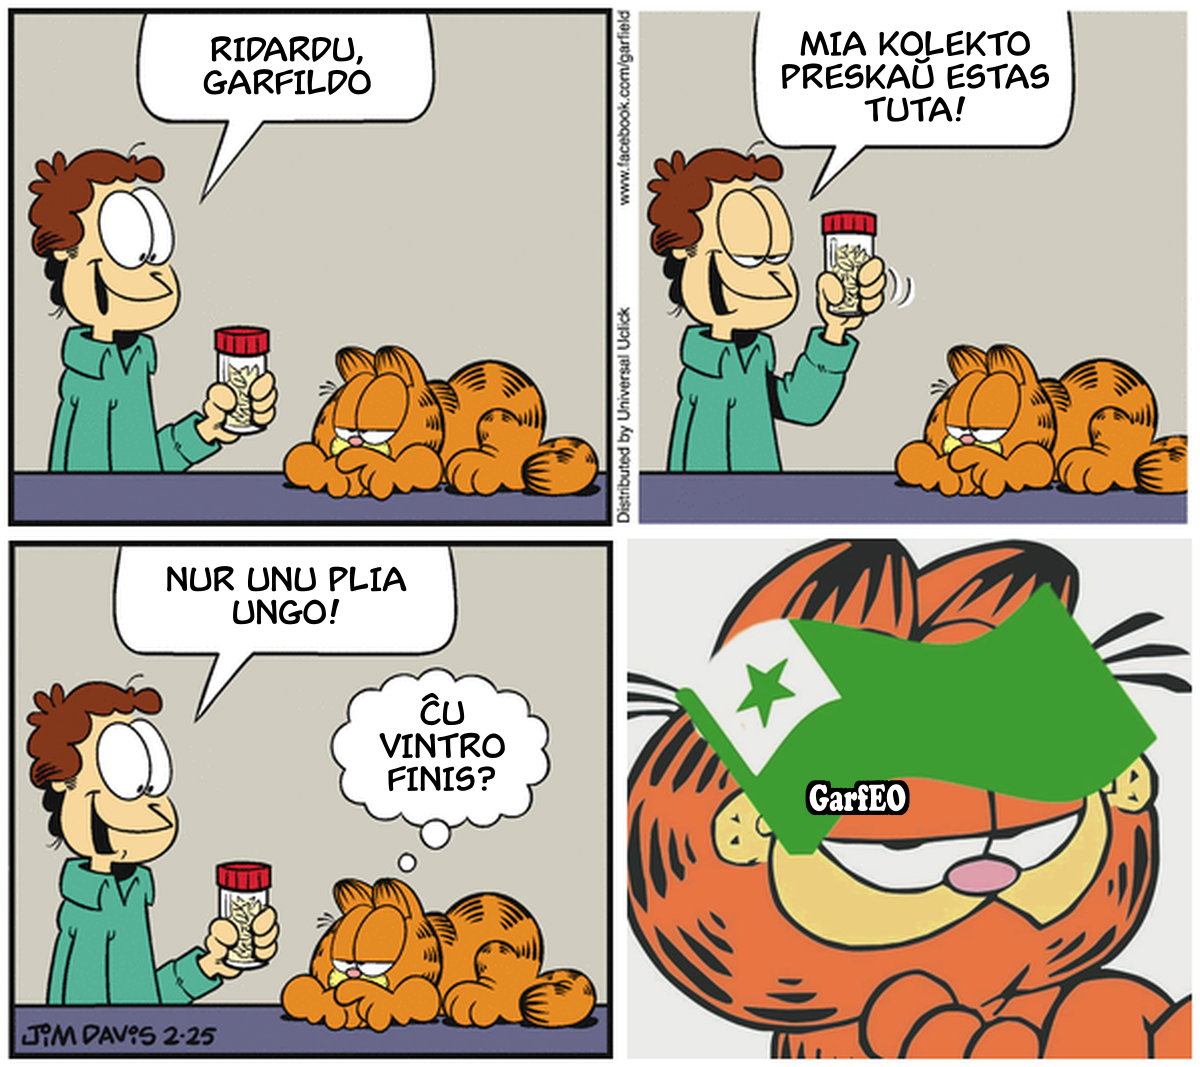 RIDARDU,
GARFILDO
www.facebook.com/garfield
Distributed by Universal Uclick
MIA KOLEKTO
PRESKAŬ ESTAS
TUTA!
NUR UNU PLIA
UNGO!
ĈU
VINTRO
FINIS?
JIM DAVIS 2·25
GarfEO